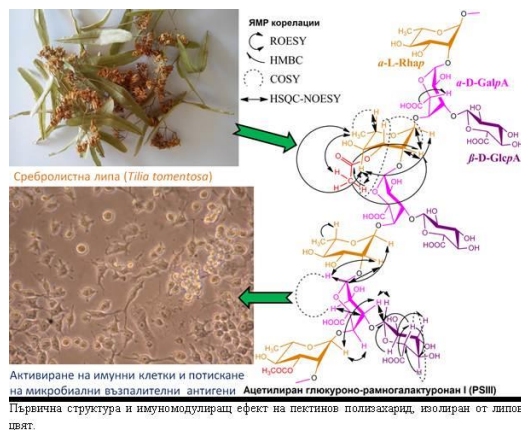 ЯМР корелации
ROESY
HMBC
COSY
HSQC-NOESY
α-L-Rhap
α-D-GalpA
β-D-GlcpA
Сребролистна липа (Tilia tomentosa)
Активиране на имунни клетки и потискане
на микробиални възпалителни антигени
Ацетилиран глюкуроно-рамногалактуронан I (PSIII)
Първична структура и имуномодулиращ ефект на пектинов полизахарид, изолиран от липов
цвят.